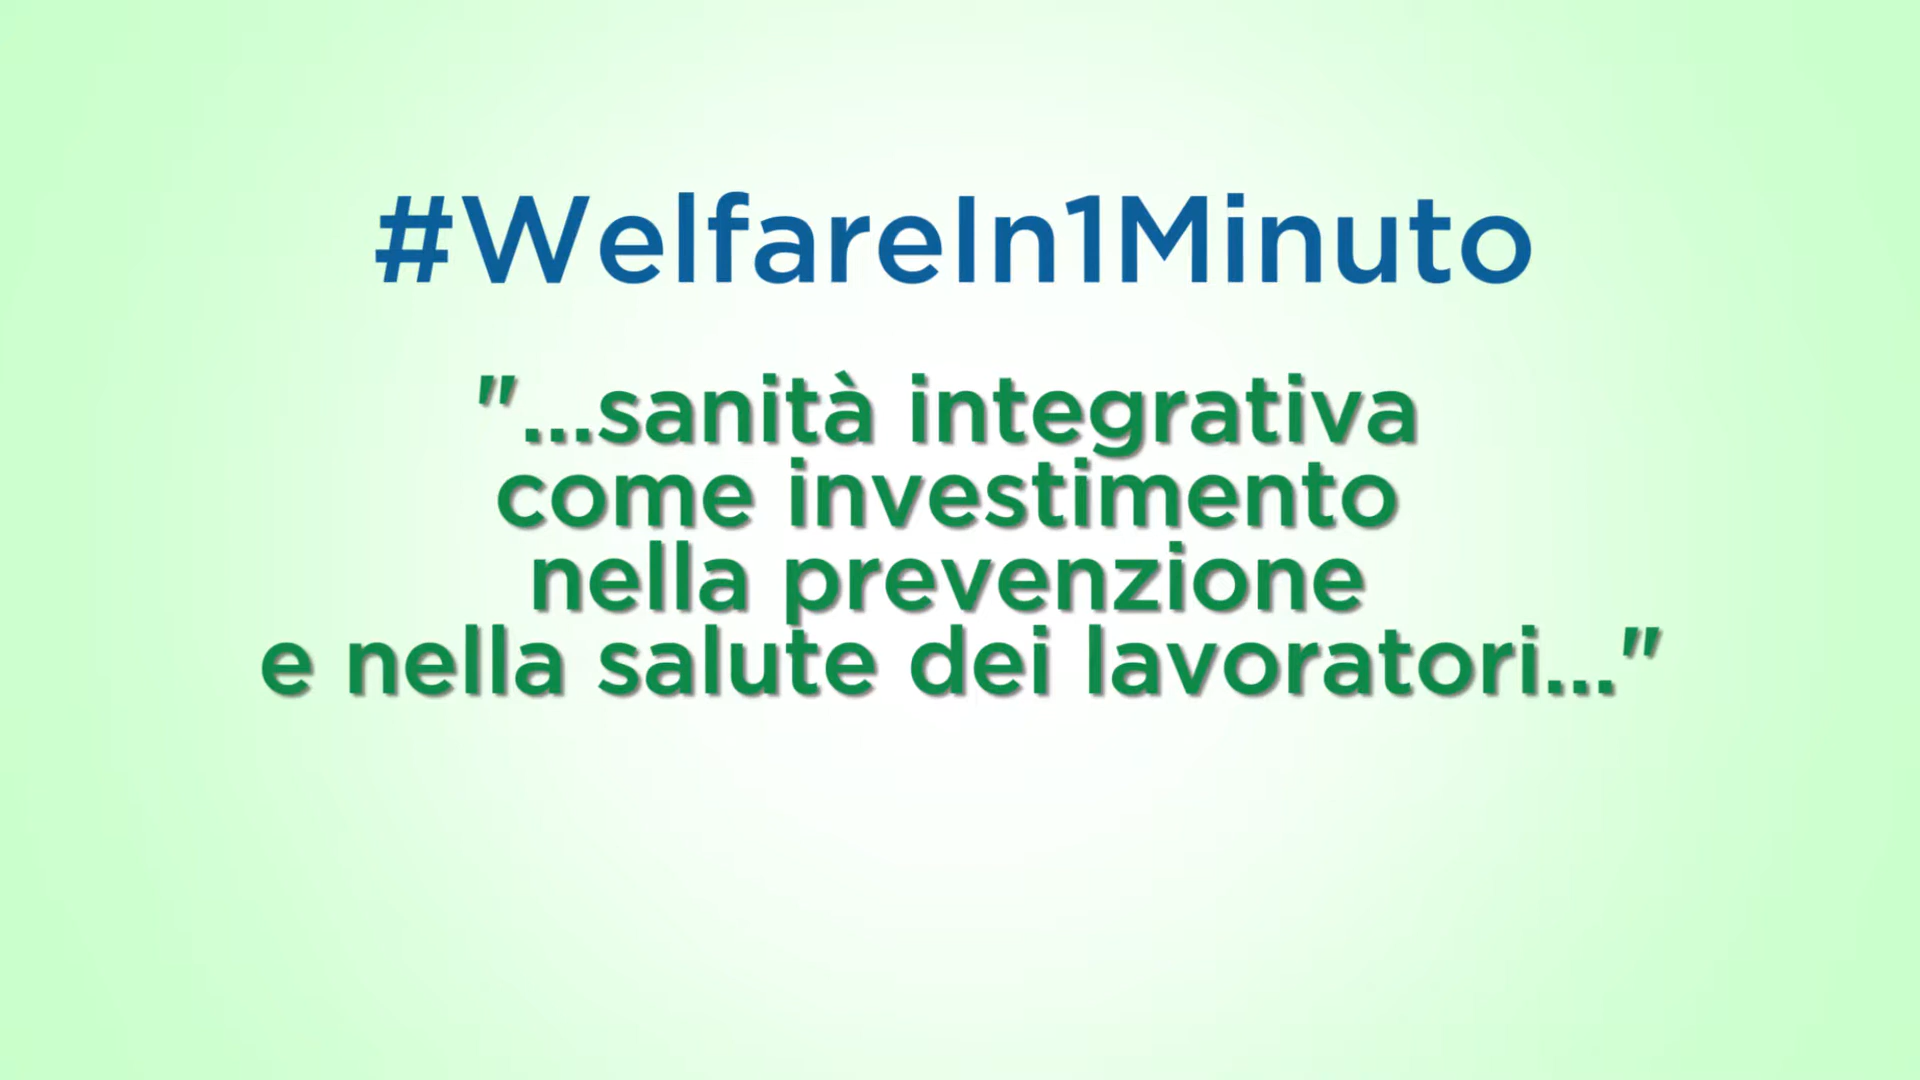 #WelfareIn1Minuto
"...sanità integrativa
come investimento
nella prevenzione
e nella salute dei lavoratori..."